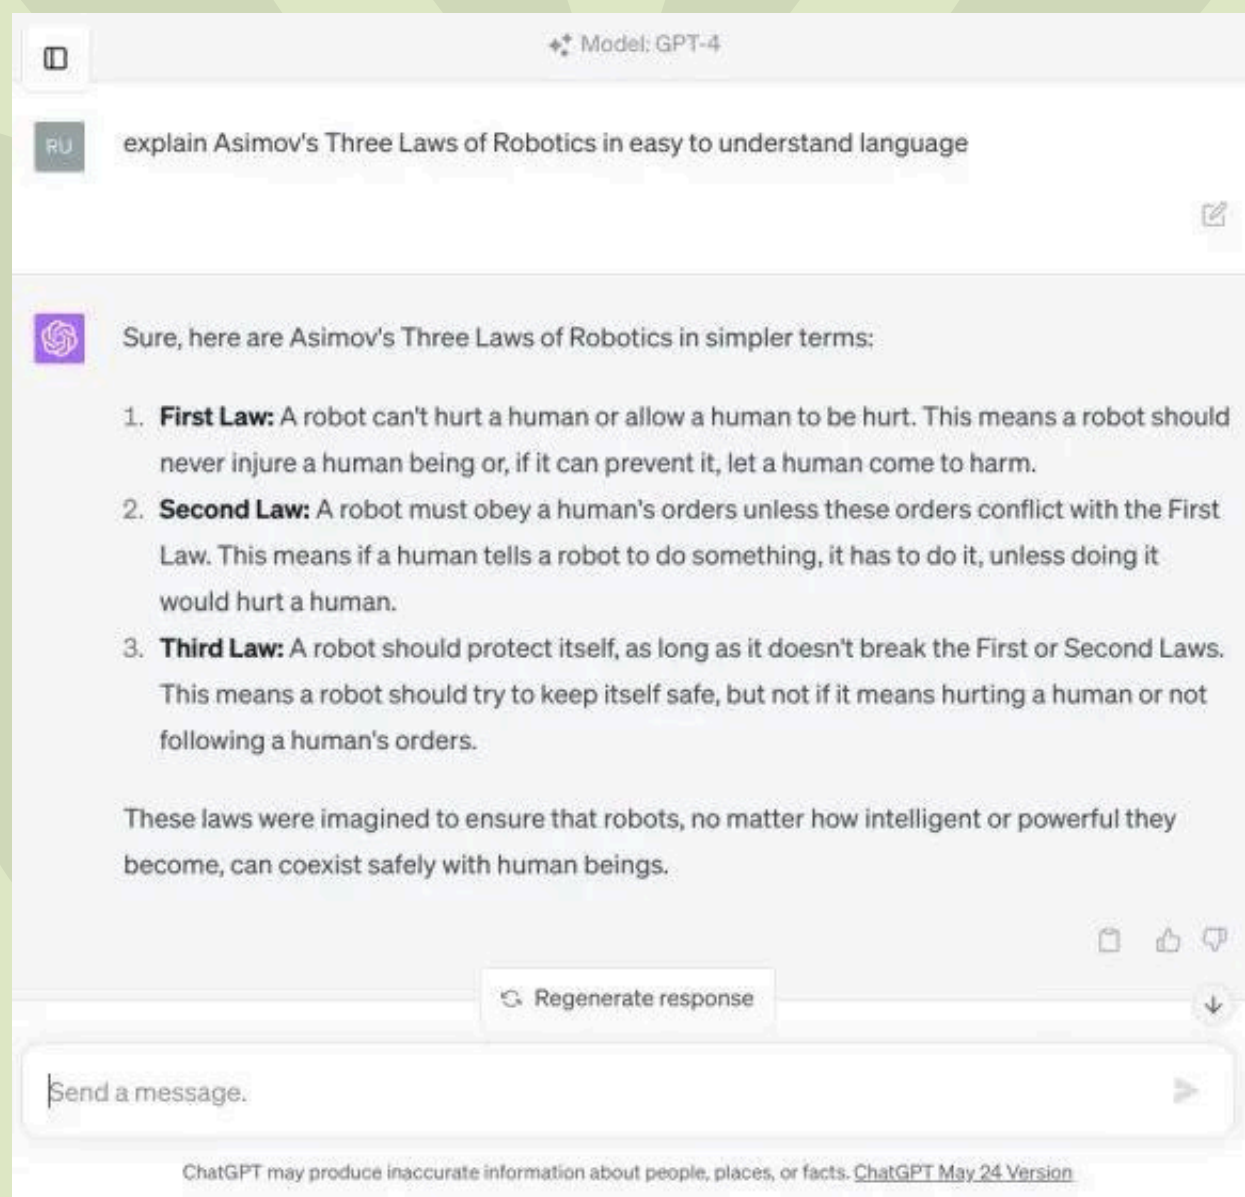 Model: GPT-4
RU
explain Asimov's Three Laws of Robotics in easy to understand language
Sure, here are Asimov's Three Laws of Robotics in simpler terms:
1. First Law: A robot can't hurt a human or allow a human to be hurt. This means a robot should
never injure a human being or, if it can prevent it, let a human come to harm.
2. Second Law: A robot must obey a human's orders unless these orders conflict with the First
Law. This means if a human tells a robot to do something, it has to do it, unless doing it
would hurt a human.
3. Third Law: A robot should protect itself, as long as it doesn't break the First or Second Laws.
This means a robot should try to keep itself safe, but not if it means hurting a human or not
following a human's orders.
These laws were imagined to ensure that robots, no matter how intelligent or powerful they
become, can coexist safely with human beings.
Regenerate response
Send a message.
ChatGPT may produce inaccurate information about people, places, or facts. ChatGPT May 24 Version